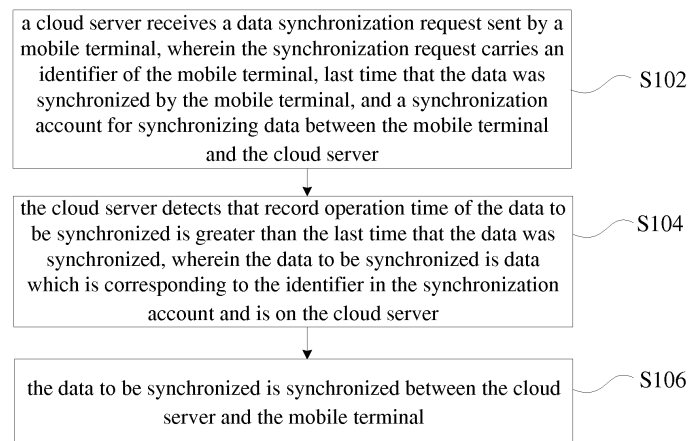 a cloud server receives a data synchronization request sent by a
mobile terminal, wherein the synchronization request carries an
identifier of the mobile terminal, last time that the data was
synchronized by the mobile terminal, and a synchronization
account for synchronizing data between the mobile terminal
and the cloud server
S102
the cloud server detects that record operation time of the data to
be synchronized is greater than the last time that the data was
synchronized, wherein the data to be synchronized is data
which is corresponding to the identifier in the synchronization
account and is on the cloud server
S104
the data to be synchronized is synchronized between the cloud
server and the mobile terminal
S106